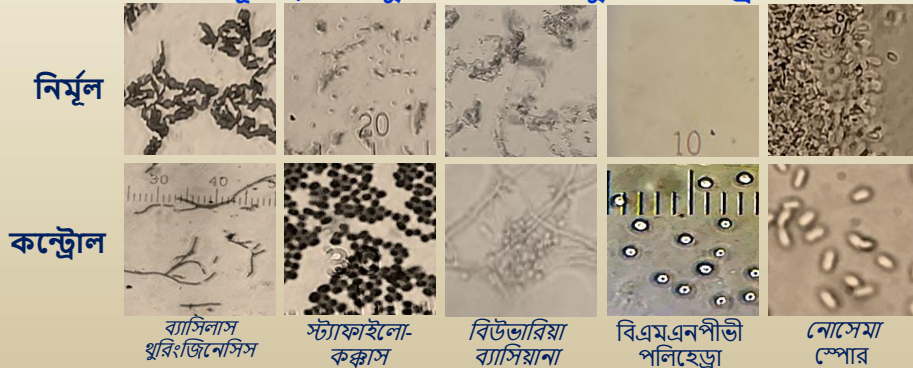 নির্মূল
20
10
কন্ট্রোল
30 40
ব্যাসিলাস
থুরিংজিনেসিস
স্ট্যাফাইলো-
কক্কাস
বিউভারিয়া
ব্যাসিয়ানা
বিএমএনপীভী
পলিহেড্রা
নোসেমা
স্পোর